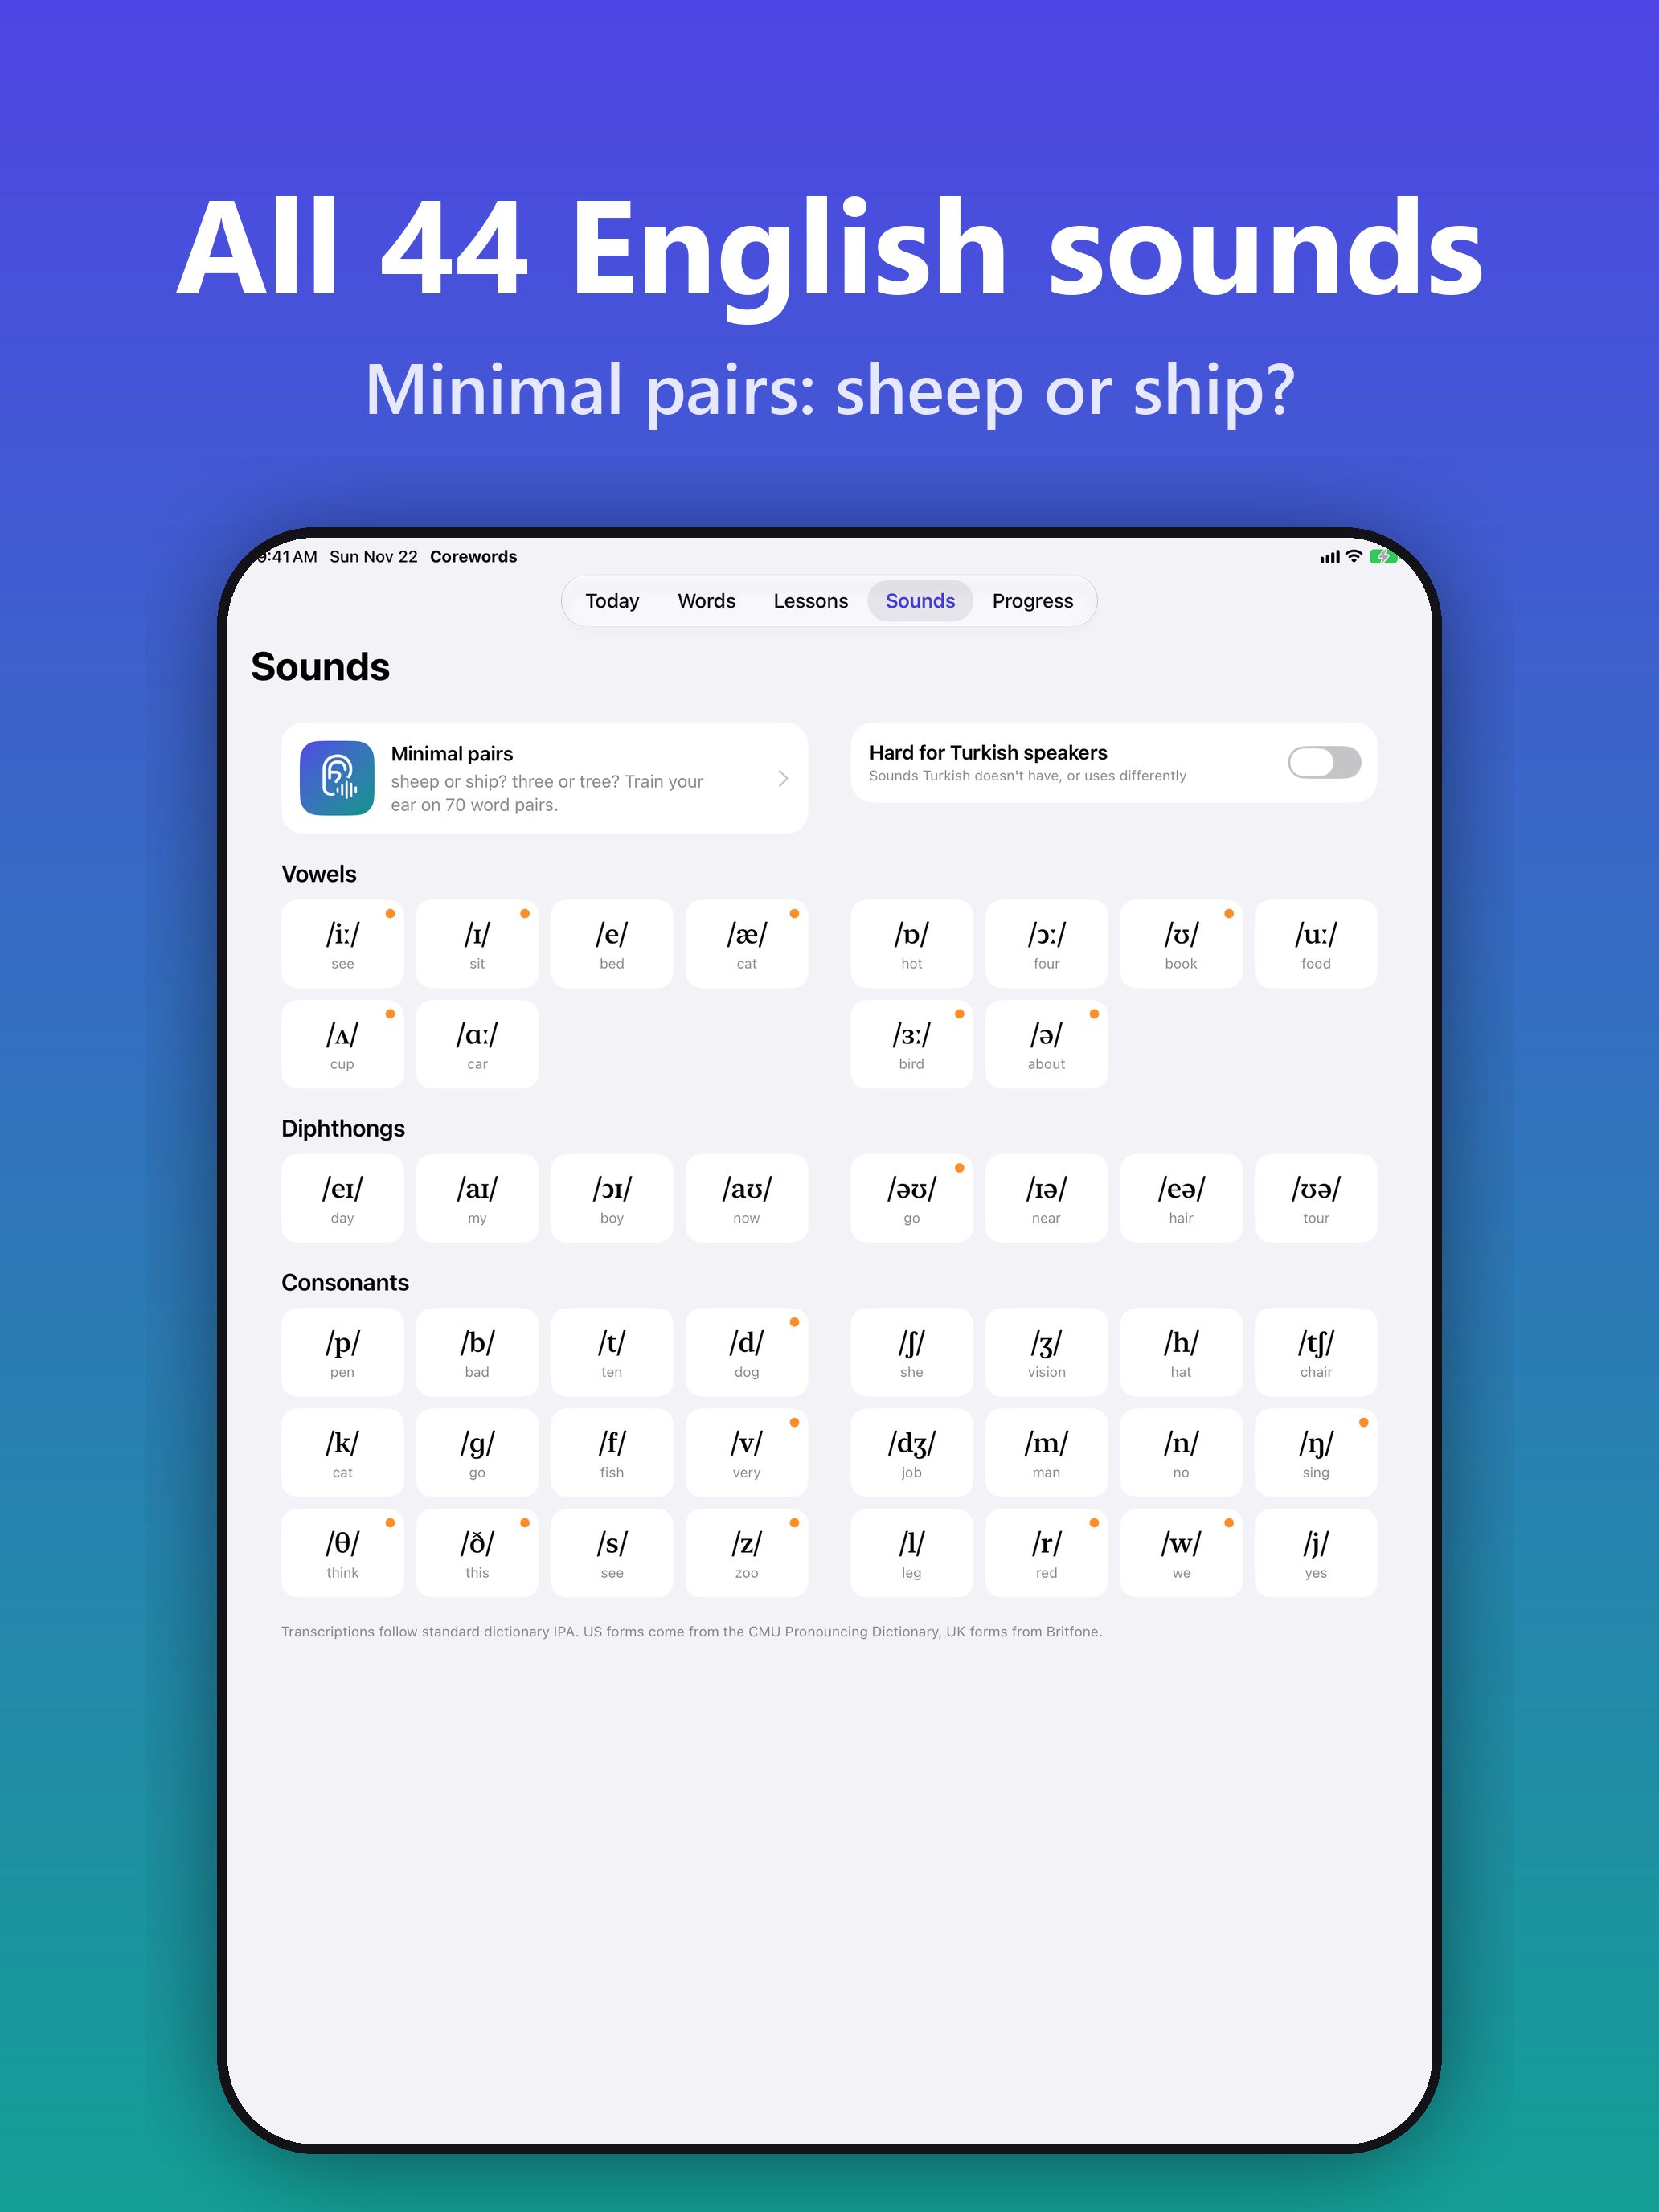 All 44 English sounds
Minimal pairs: sheep or ship?
9:41 AM Sun Nov 22 Corewords
Today Words Lessons Sounds Progress
Sounds
Minimal pairs
sheep or ship? three or tree? Train your
ear on 70 word pairs.
Hard for Turkish speakers
Sounds Turkish doesn't have, or uses differently
Vowels
/iː/ /ɪ/ /e/ /æ/ /ɒ/ /ɔː/ /ʊ/ /uː/
see sit bed cat hot four book food
/ʌ/ /ɑː/ /ɜː/ /ə/
cup car bird about
Diphthongs
/eɪ/ /aɪ/ /ɔɪ/ /aʊ/ /əʊ/ /ɪə/ /eə/ /ʊə/
day my boy now go near hair tour
Consonants
/p/ /b/ /t/ /d/ /ʃ/ /ʒ/ /h/ /tʃ/
pen bad ten dog she vision hat chair
/k/ /g/ /f/ /v/ /dʒ/ /m/ /n/ /ŋ/
cat go fish very job man no sing
/θ/ /ð/ /s/ /z/ /l/ /r/ /w/ /j/
think this see zoo leg red we yes
Transcriptions follow standard dictionary IPA. US forms come from the CMU Pronouncing Dictionary, UK forms from Britfone.